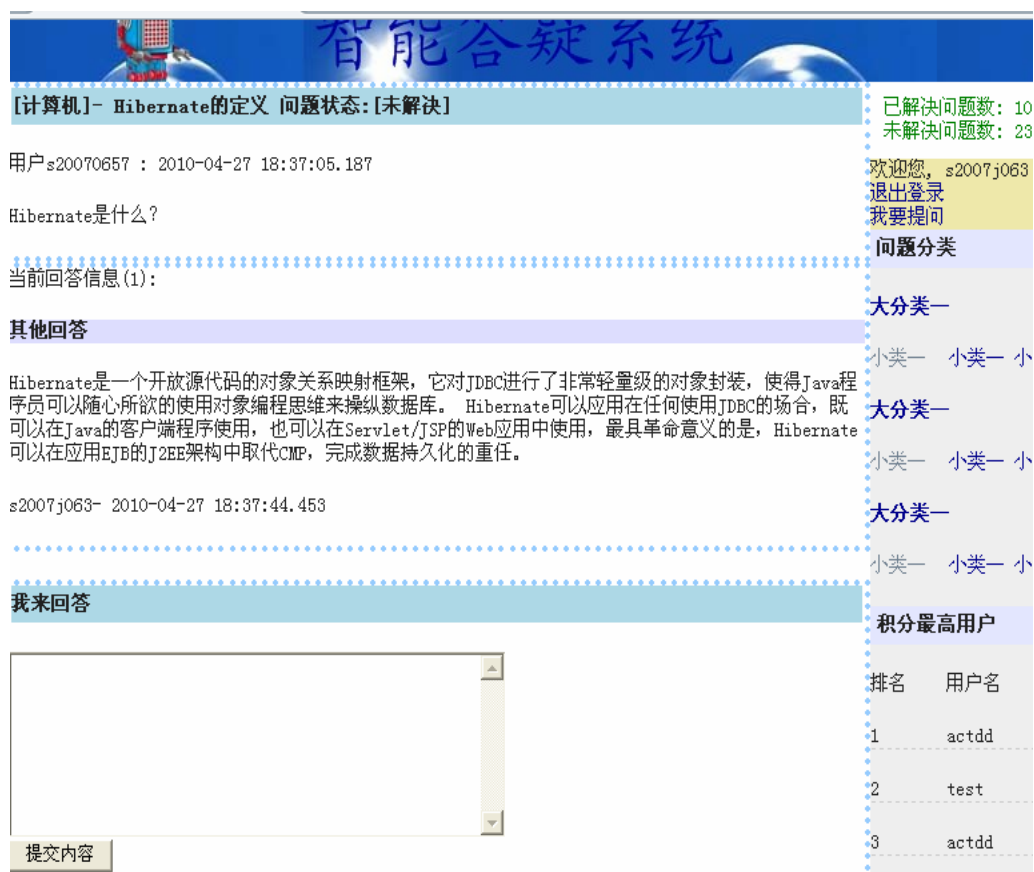 智能答疑系统
[计算机]- Hibernate的定义 问题状态:[未解决]
用户s20070657 : 2010-04-27 18:37:05.187
Hibernate是什么?
当前回答信息(1):
其他回答
Hibernate是一个开放源代码的对象关系映射框架，它对JDBC进行了非常轻量级的对象封装，使得Java程
序员可以随心所欲的使用对象编程思维来操纵数据库。 Hibernate可以应用在任何使用JDBC的场合，既
可以在Java的客户端程序使用，也可以在Servlet/JSP的Web应用中使用，最具革命意义的是，Hibernate
可以在应用EJB的J2EE架构中取代CMP，完成数据持久化的重任。
s2007j063- 2010-04-27 18:37:44.453
我来回答
提交内容
已解决问题数: 10
未解决问题数: 23
欢迎您, s2007j063
退出登录
我要提问
问题分类
大分类一
小类一 小类一 小
大分类一
小类一 小类一 小
大分类一
小类一 小类一 小
积分最高用户
排名 用户名
1 actdd
2 test
3 actdd